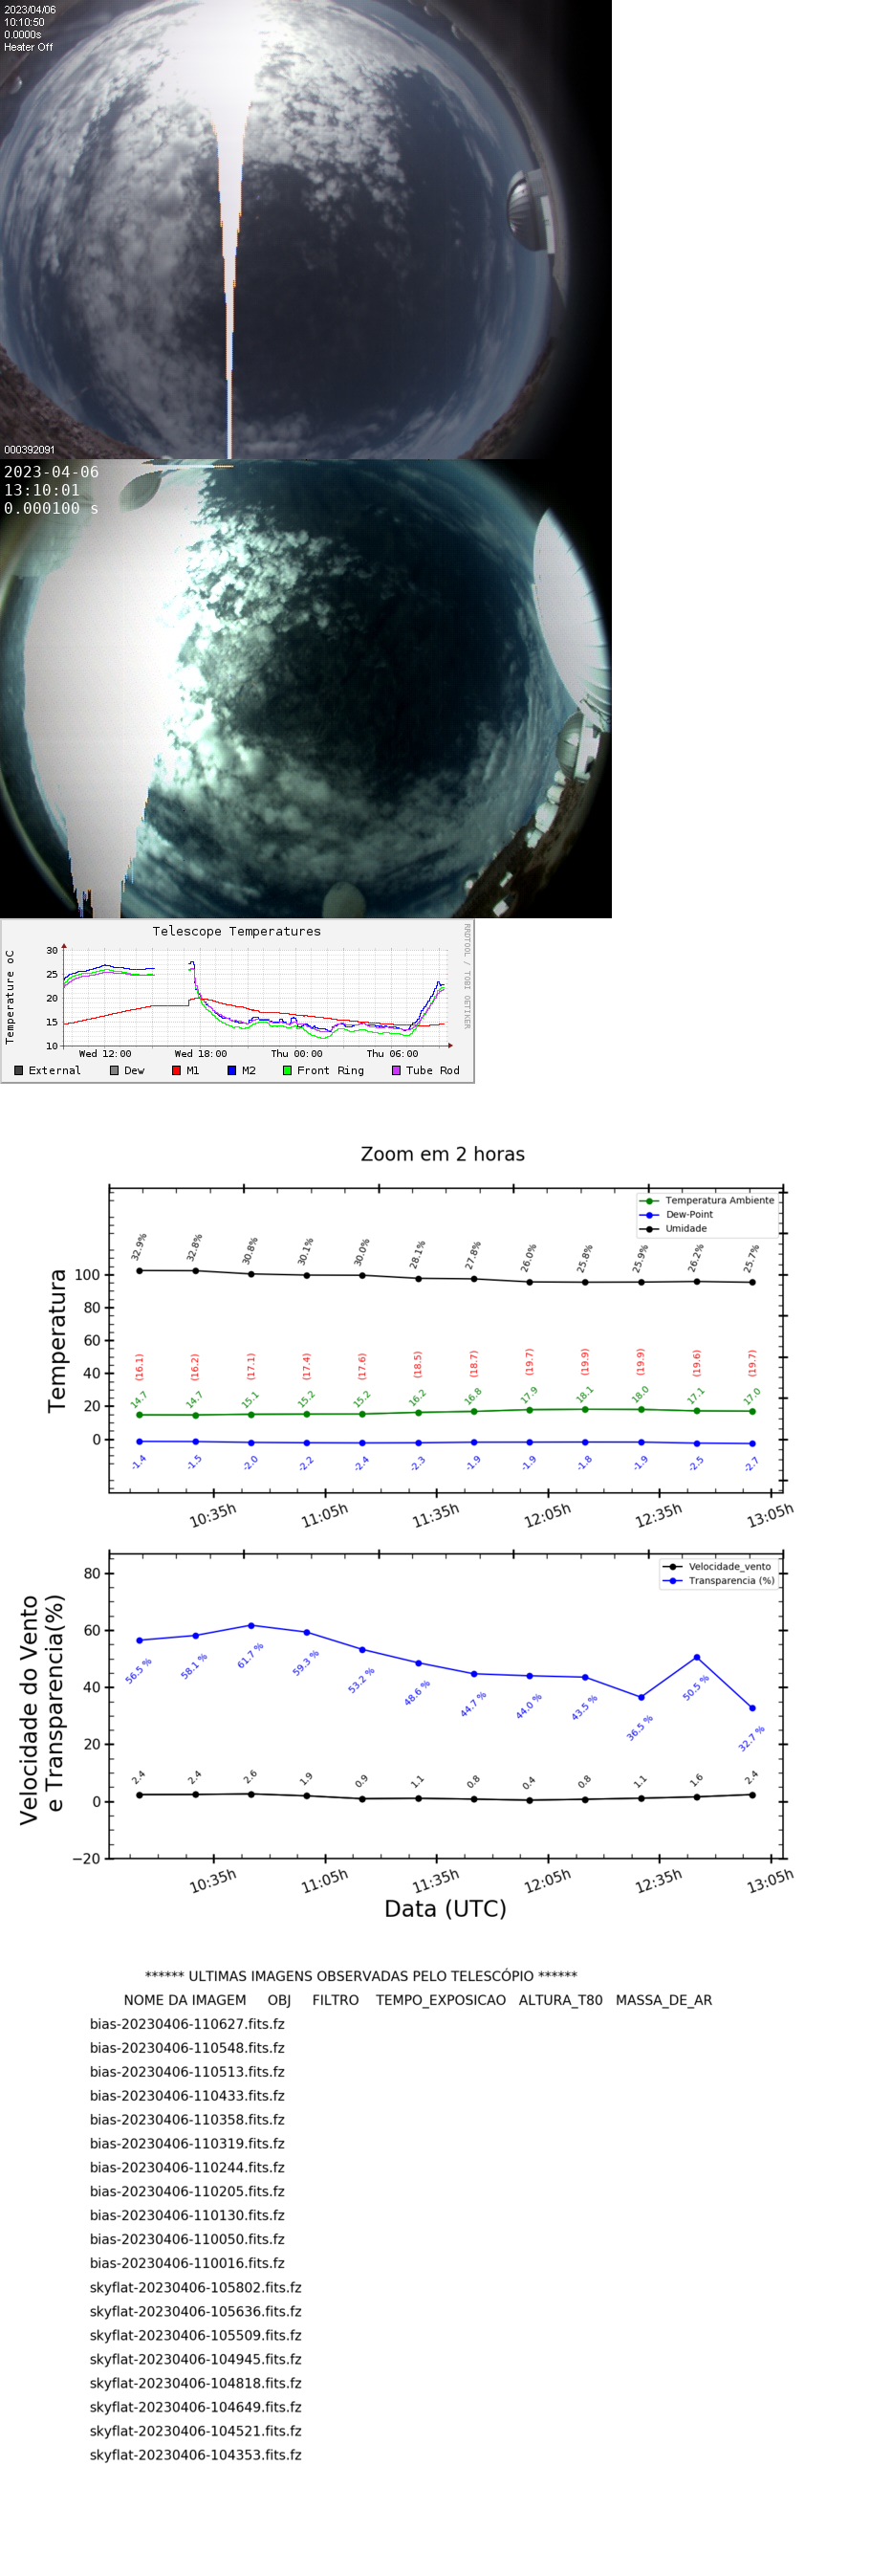 2023/04/06
10:10:50
0.0000s
Heater Off
000392091
2023-04-06
13:10:01
0.000100 s
Telescope Temperatures
Temperature oC
30
25
20
15
10
Wed 12:00 Wed 18:00 Thu 00:00 Thu 06:00
External Dew M1 M2 Front Ring Tube Rod
RRDTOOL / TOBI OETIKER
Zoom em 2 horas
Temperatura
Temperatura Ambiente
Dew-Point
Umidade
32.9% 32.8% 30.8% 30.1% 30.0% 28.1% 27.8% 26.0% 25.8% 25.9% 26.2% 25.7%
100
80
60
40
20
0
(16.1) (16.2) (17.1) (17.4) (17.6) (18.5) (18.7) (19.7) (19.9) (19.9) (19.6) (19.7)
14.7 14.7 15.1 15.2 15.2 16.2 16.8 17.9 18.1 18.0 17.1 17.0
-1.4 -1.5 -2.0 -2.2 -2.4 -2.3 -1.9 -1.9 -1.8 -1.9 -2.5 -2.7
10:35h 11:05h 11:35h 12:05h 12:35h 13:05h
Velocidade do Vento
e Transparencia(%)
Velocidade_vento
Transparencia (%)
80
60
40
20
0
−20
56.5 % 58.1 % 61.7 % 59.3 % 53.2 % 48.6 % 44.7 % 44.0 % 43.5 % 36.5 % 50.5 % 32.7 %
2.4 2.4 2.6 1.9 0.9 1.1 0.8 0.4 0.8 1.1 1.6 2.4
10:35h 11:05h 11:35h 12:05h 12:35h 13:05h
Data (UTC)
****** ULTIMAS IMAGENS OBSERVADAS PELO TELESCÓPIO ******
NOME DA IMAGEM OBJ FILTRO TEMPO_EXPOSICAO ALTURA_T80 MASSA_DE_AR
bias-20230406-110627.fits.fz
bias-20230406-110548.fits.fz
bias-20230406-110513.fits.fz
bias-20230406-110433.fits.fz
bias-20230406-110358.fits.fz
bias-20230406-110319.fits.fz
bias-20230406-110244.fits.fz
bias-20230406-110205.fits.fz
bias-20230406-110130.fits.fz
bias-20230406-110050.fits.fz
bias-20230406-110016.fits.fz
skyflat-20230406-105802.fits.fz
skyflat-20230406-105636.fits.fz
skyflat-20230406-105509.fits.fz
skyflat-20230406-104945.fits.fz
skyflat-20230406-104818.fits.fz
skyflat-20230406-104649.fits.fz
skyflat-20230406-104521.fits.fz
skyflat-20230406-104353.fits.fz